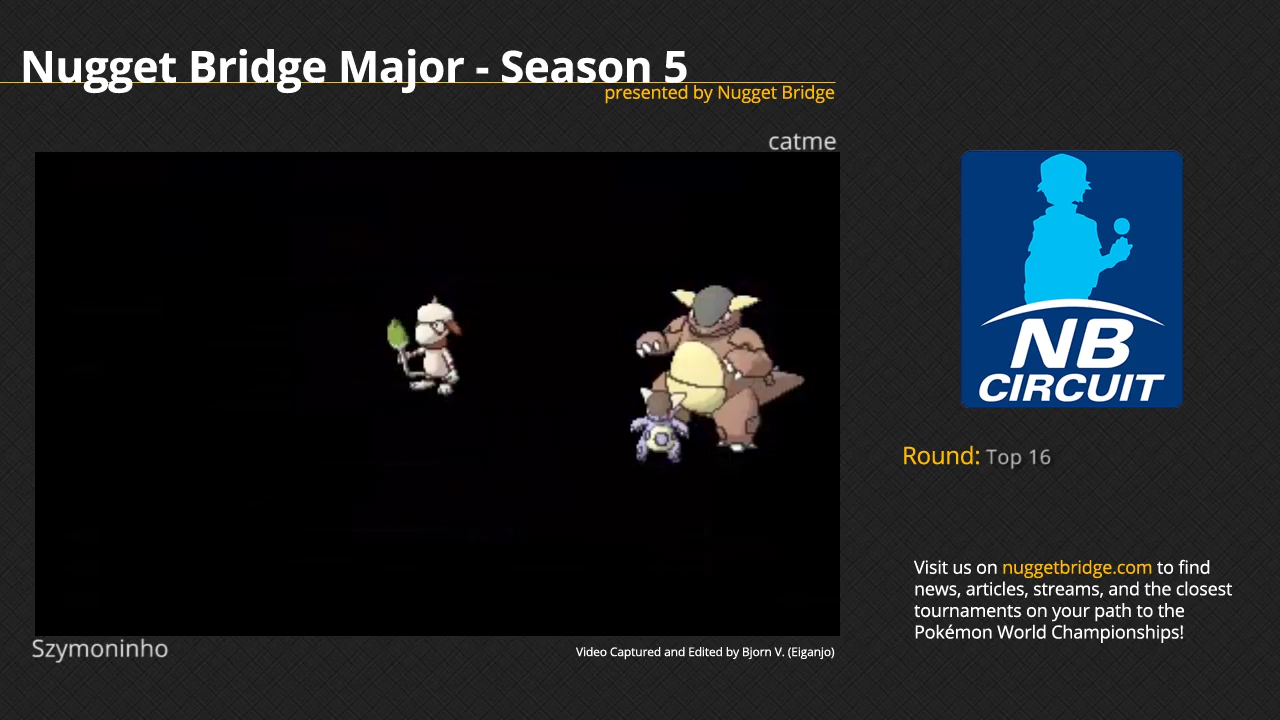 Nugget Bridge Major - Season 5
presented by Nugget Bridge
catme
NB
CIRCUIT
Round: Top 16
Visit us on nuggetbridge.com to find
news, articles, streams, and the closest
tournaments on your path to the
Pokémon World Championships!
Szymoninho
Video Captured and Edited by Bjorn V. (Eiganjo)